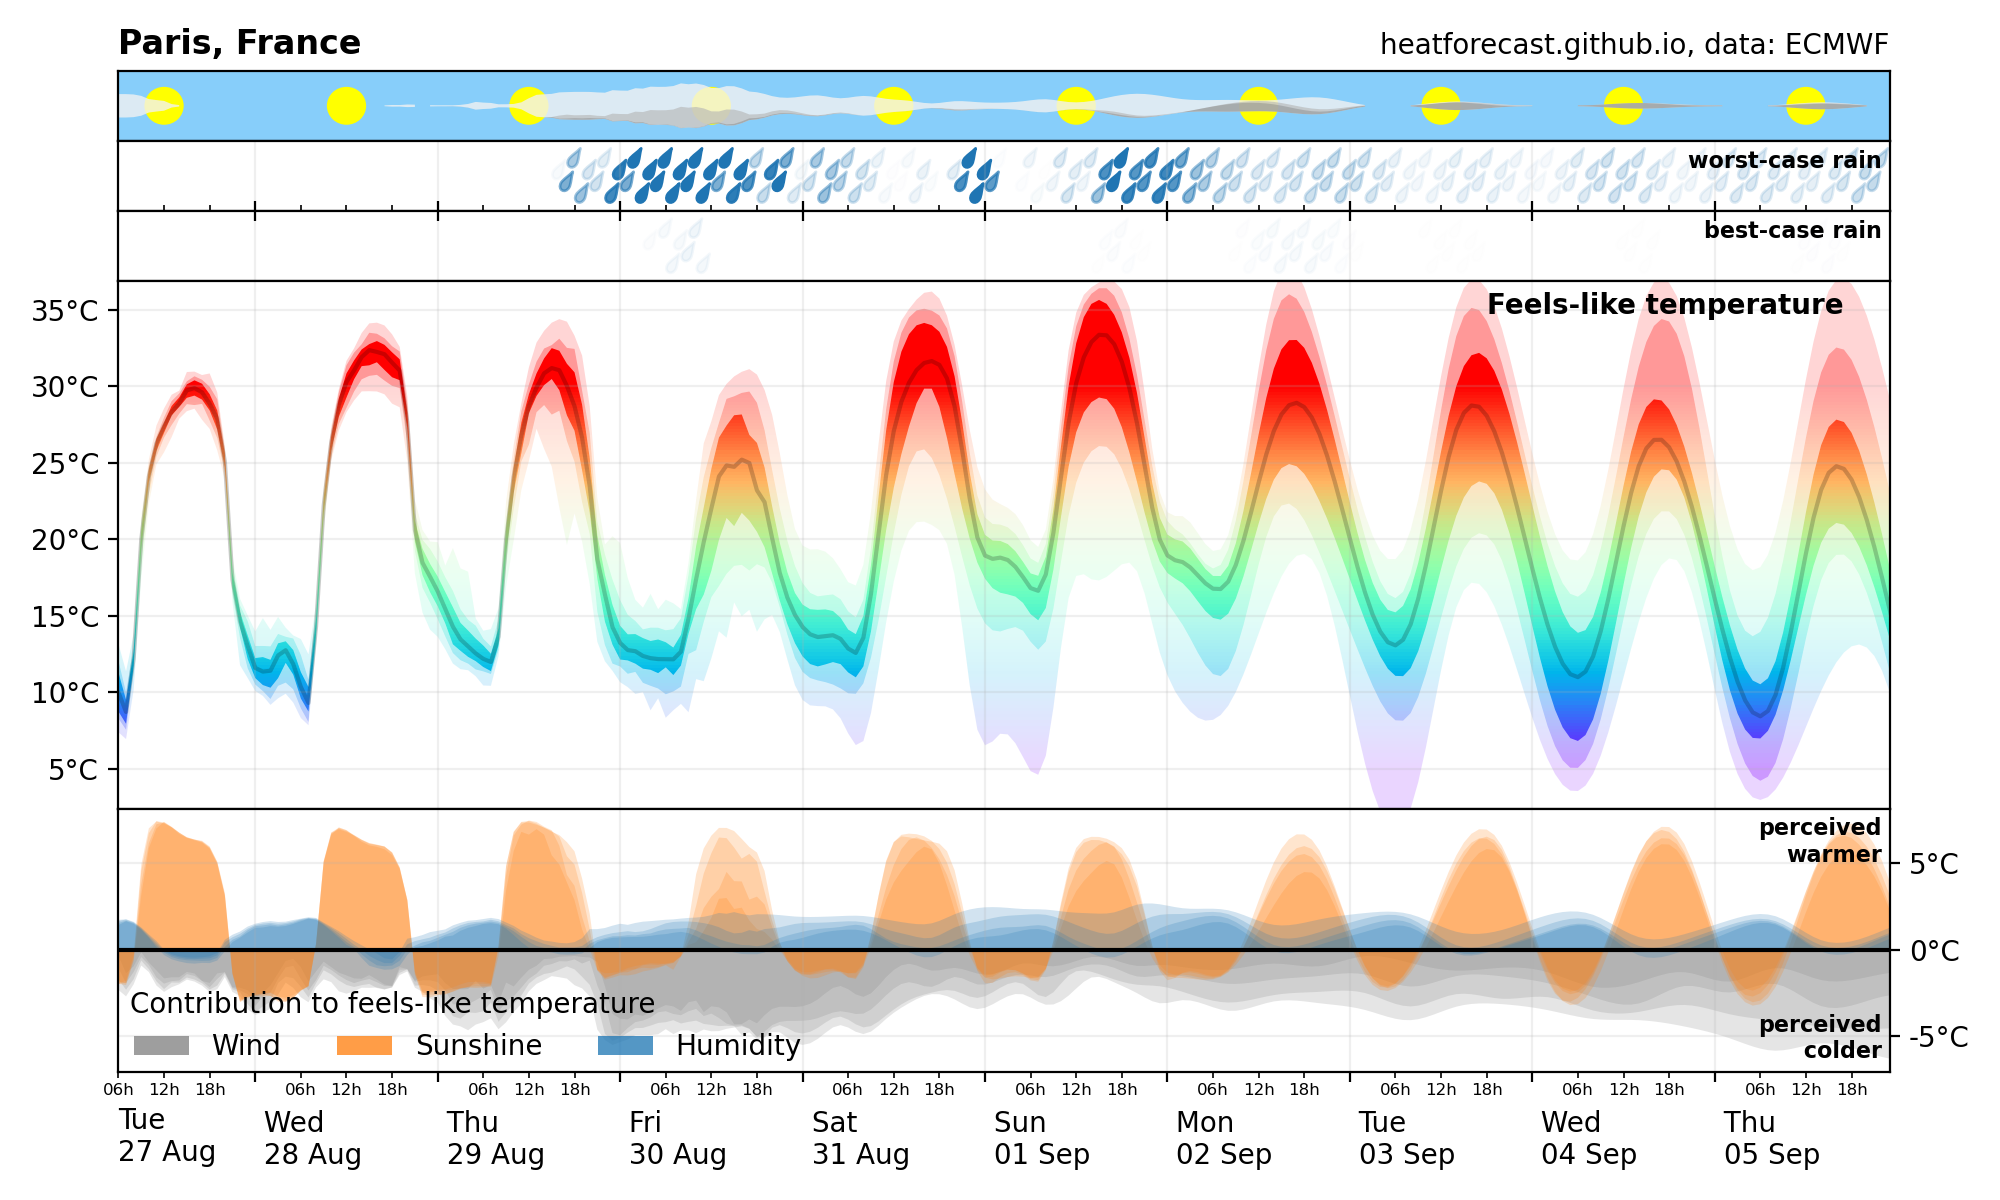 Paris, France
heatforecast.github.io, data: ECMWF
worst-case rain
best-case rain
Feels-like temperature
35°C
30°C
25°C
20°C
15°C
10°C
5°C
perceived
warmer
5°C
0°C
perceived
colder
-5°C
Contribution to feels-like temperature
Wind Sunshine Humidity
06h 12h 18h 06h 12h 18h 06h 12h 18h 06h 12h 18h 06h 12h 18h 06h 12h 18h 06h 12h 18h 06h 12h 18h 06h 12h 18h 06h 12h 18h
Tue Wed Thu Fri Sat Sun Mon Tue Wed Thu
27 Aug 28 Aug 29 Aug 30 Aug 31 Aug 01 Sep 02 Sep 03 Sep 04 Sep 05 Sep